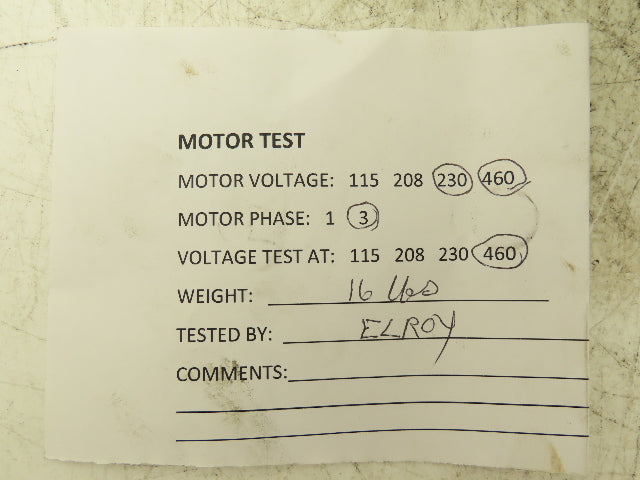 MOTOR TEST
MOTOR VOLTAGE: 115 208 230 460
MOTOR PHASE: 1 3
VOLTAGE TEST AT: 115 208 230 460
WEIGHT: 16 lbs
TESTED BY: ELROY
COMMENTS: